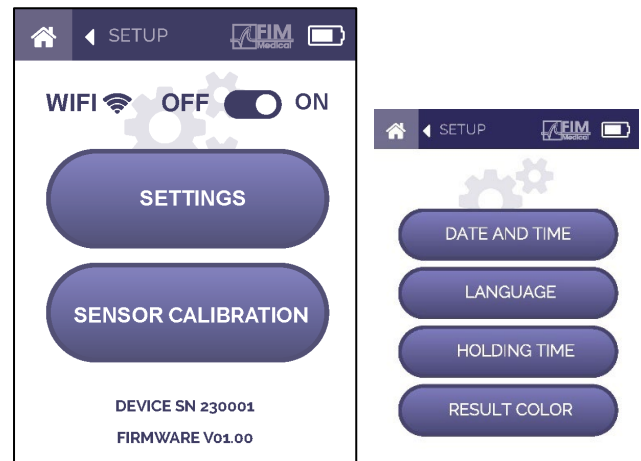 SETUP
FIM
Medical
WIFI OFF ON
SETTINGS
SENSOR CALIBRATION
DEVICE SN 230001
FIRMWARE V01.00
SETUP
FIM
Medical
DATE AND TIME
LANGUAGE
HOLDING TIME
RESULT COLOR